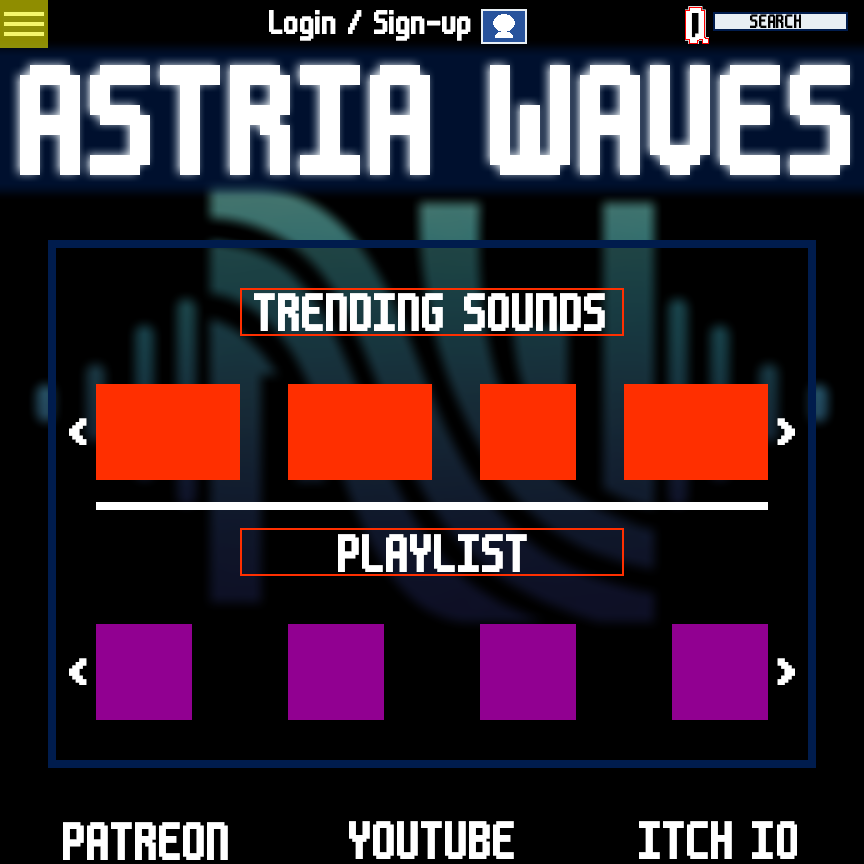 Login / Sign-up
SEARCH
ASTRIA WAVES
TRENDING SOUNDS
PLAYLIST
PATREON YOUTUBE ITCH IO